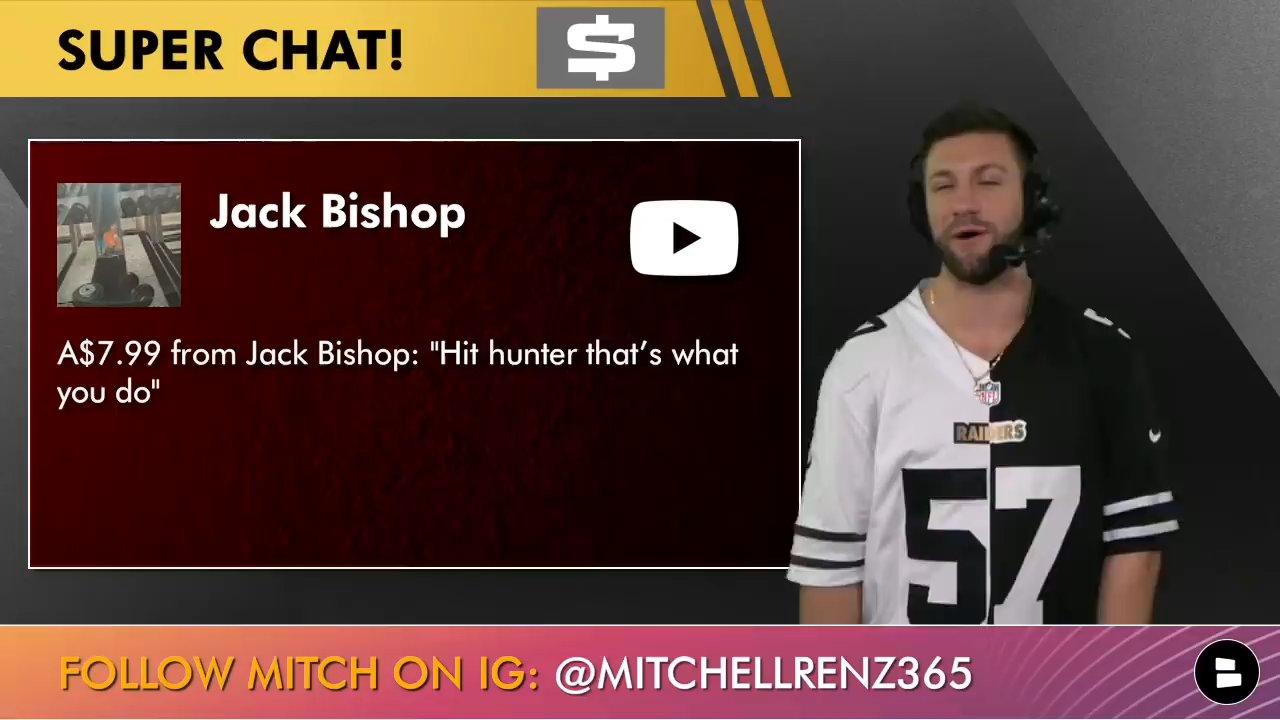 SUPER CHAT!
Jack Bishop
A$7.99 from Jack Bishop: "Hit hunter that’s what
you do"
NFL
RAIDERS
57
FOLLOW MITCH ON IG: @MITCHELLRENZ365